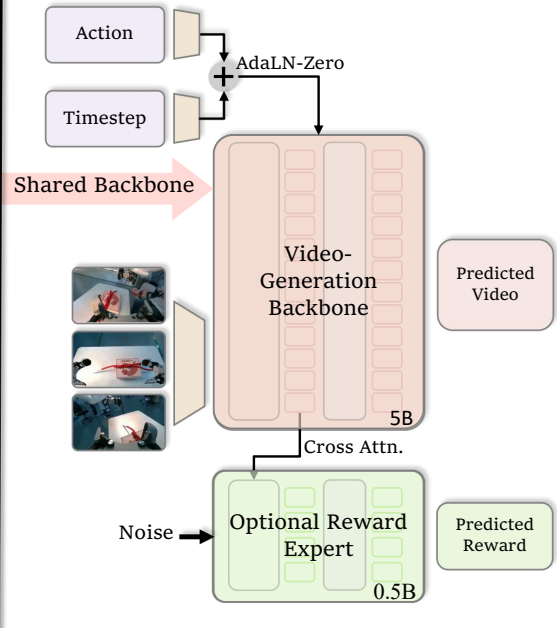 Action
AdaLN-Zero
Timestep
Shared Backbone
Video-
Generation
Backbone
Predicted
Video
5B
Cross Attn.
Noise
Optional Reward
Expert
Predicted
Reward
0.5B